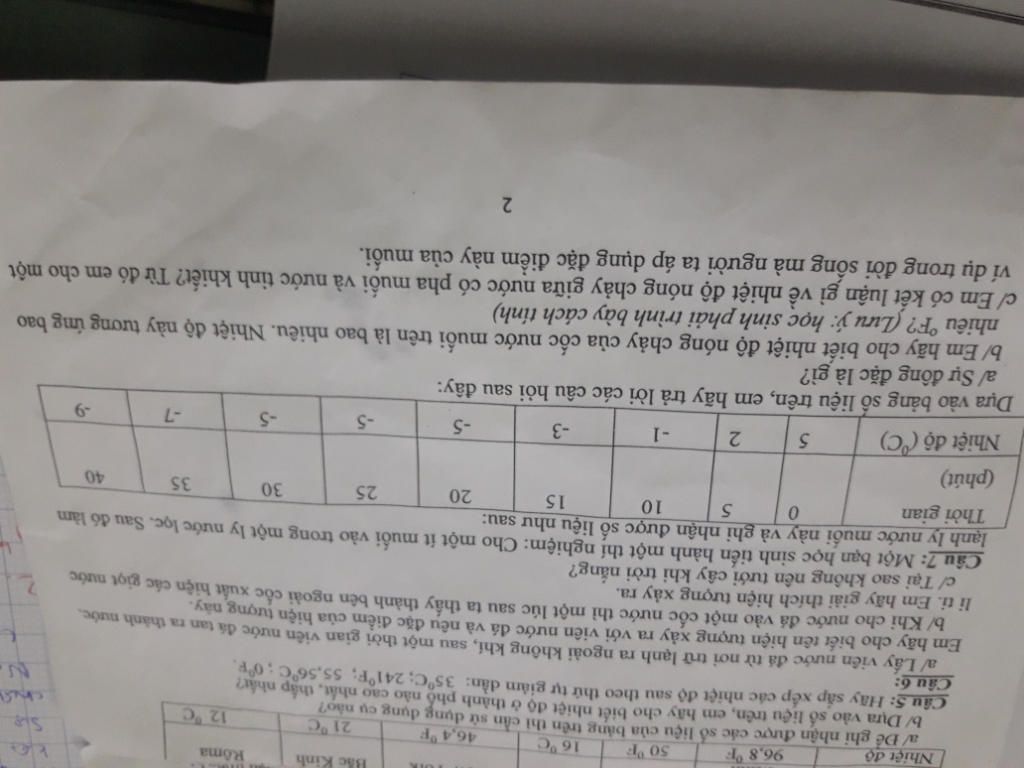 York Bắc Kinh Rôma
Nhiệt độ 96,8 ⁰F 50 ⁰F 16 ⁰C 46,4 ⁰F 21 ⁰C 12 ⁰C
a/ Để ghi nhận được các số liệu của bảng trên thì cần sử dụng dụng cụ nào?
b/ Dựa vào số liệu trên, em hãy cho biết nhiệt độ ở thành phố nào cao nhất, thấp nhất?
Câu 5: Hãy sắp xếp các nhiệt độ sau theo thứ tự giảm dần: 35⁰C; 241⁰F; 55,56⁰C ; 0⁰F.
Câu 6:
a/ Lấy viên nước đá từ nơi trữ lạnh ra ngoài không khí, sau một thời gian viên nước đá tan ra thành nước.
Em hãy cho biết tên hiện tượng xảy ra với viên nước đá và nêu đặc điểm của hiện tượng này.
b/ Khi cho nước đá vào một cốc nước thì một lúc sau ta thấy thành bên ngoài cốc xuất hiện các giọt nước
li ti. Em hãy giải thích hiện tượng xảy ra.
c/ Tại sao không nên tưới cây khi trời nắng?
Câu 7: Một bạn học sinh tiến hành một thí nghiệm: Cho một ít muối vào trong một ly nước lọc. Sau đó làm
lạnh ly nước muối này và ghi nhận được số liệu như sau:
Thời gian 0 5 10 15 20 25 30 35 40
(phút)
Nhiệt độ (⁰C) 5 2 -1 -3 -5 -5 -5 -7 -9
Dựa vào bảng số liệu trên, em hãy trả lời các câu hỏi sau đây:
a/ Sự đông đặc là gì?
b/ Em hãy cho biết nhiệt độ nóng chảy của cốc nước muối trên là bao nhiêu. Nhiệt độ này tương ứng bao
nhiêu ⁰F? (Lưu ý: học sinh phải trình bày cách tính)
c/ Em có kết luận gì về nhiệt độ nóng chảy giữa nước có pha muối và nước tinh khiết? Từ đó em cho một
ví dụ trong đời sống mà người ta áp dụng đặc điểm này của muối.
2